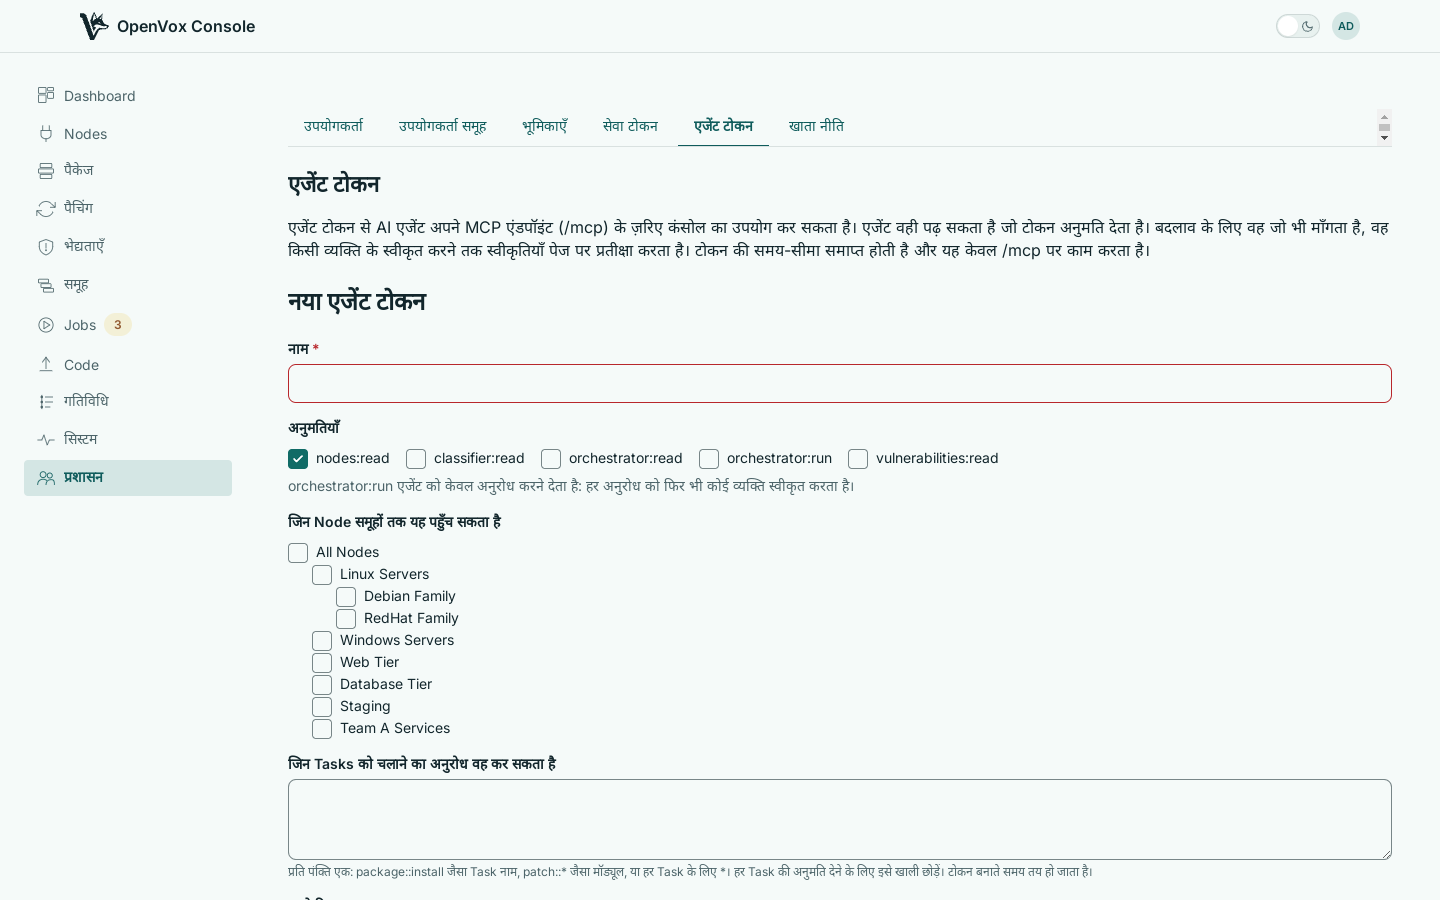 OpenVox Console
AD
Dashboard
Nodes
पैकेज
पैचिंग
भेद्यताएँ
समूह
Jobs 3
Code
गतिविधि
सिस्टम
प्रशासन
उपयोगकर्ता उपयोगकर्ता समूह भूमिकाएँ सेवा टोकन एजेंट टोकन खाता नीति
एजेंट टोकन
एजेंट टोकन से AI एजेंट अपने MCP एंडपॉइंट (/mcp) के ज़रिए कंसोल का उपयोग कर सकता है। एजेंट वही पढ़ सकता है जो टोकन अनुमति देता है। बदलाव के लिए वह जो भी माँगता है, वह
किसी व्यक्ति के स्वीकृत करने तक स्वीकृतियाँ पेज पर प्रतीक्षा करता है। टोकन की समय-सीमा समाप्त होती है और यह केवल /mcp पर काम करता है।
नया एजेंट टोकन
नाम *
अनुमतियाँ
nodes:read classifier:read orchestrator:read orchestrator:run vulnerabilities:read
orchestrator:run एजेंट को केवल अनुरोध करने देता है: हर अनुरोध को फिर भी कोई व्यक्ति स्वीकृत करता है।
जिन Node समूहों तक यह पहुँच सकता है
All Nodes
Linux Servers
Debian Family
RedHat Family
Windows Servers
Web Tier
Database Tier
Staging
Team A Services
जिन Tasks को चलाने का अनुरोध वह कर सकता है
प्रति पंक्ति एक: package::install जैसा Task नाम, patch::* जैसा मॉड्यूल, या हर Task के लिए *। हर Task की अनुमति देने के लिए इसे खाली छोड़ें। टोकन बनाते समय तय हो जाता है।